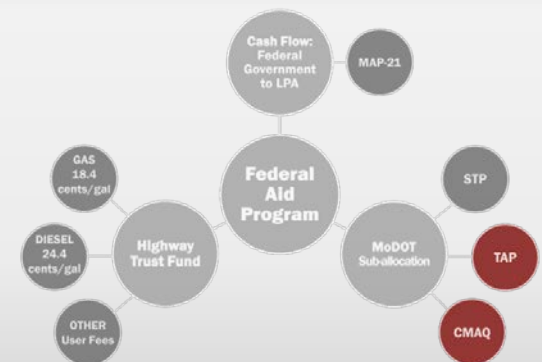 Cash Flow:
Federal
Government
to LPA
MAP-21
Federal
Aid
Program
GAS
18.4
cents/gal
DIESEL
24.4
cents/gal
OTHER
User Fees
Highway
Trust Fund
MoDOT
Sub-allocation
STP
TAP
CMAQ